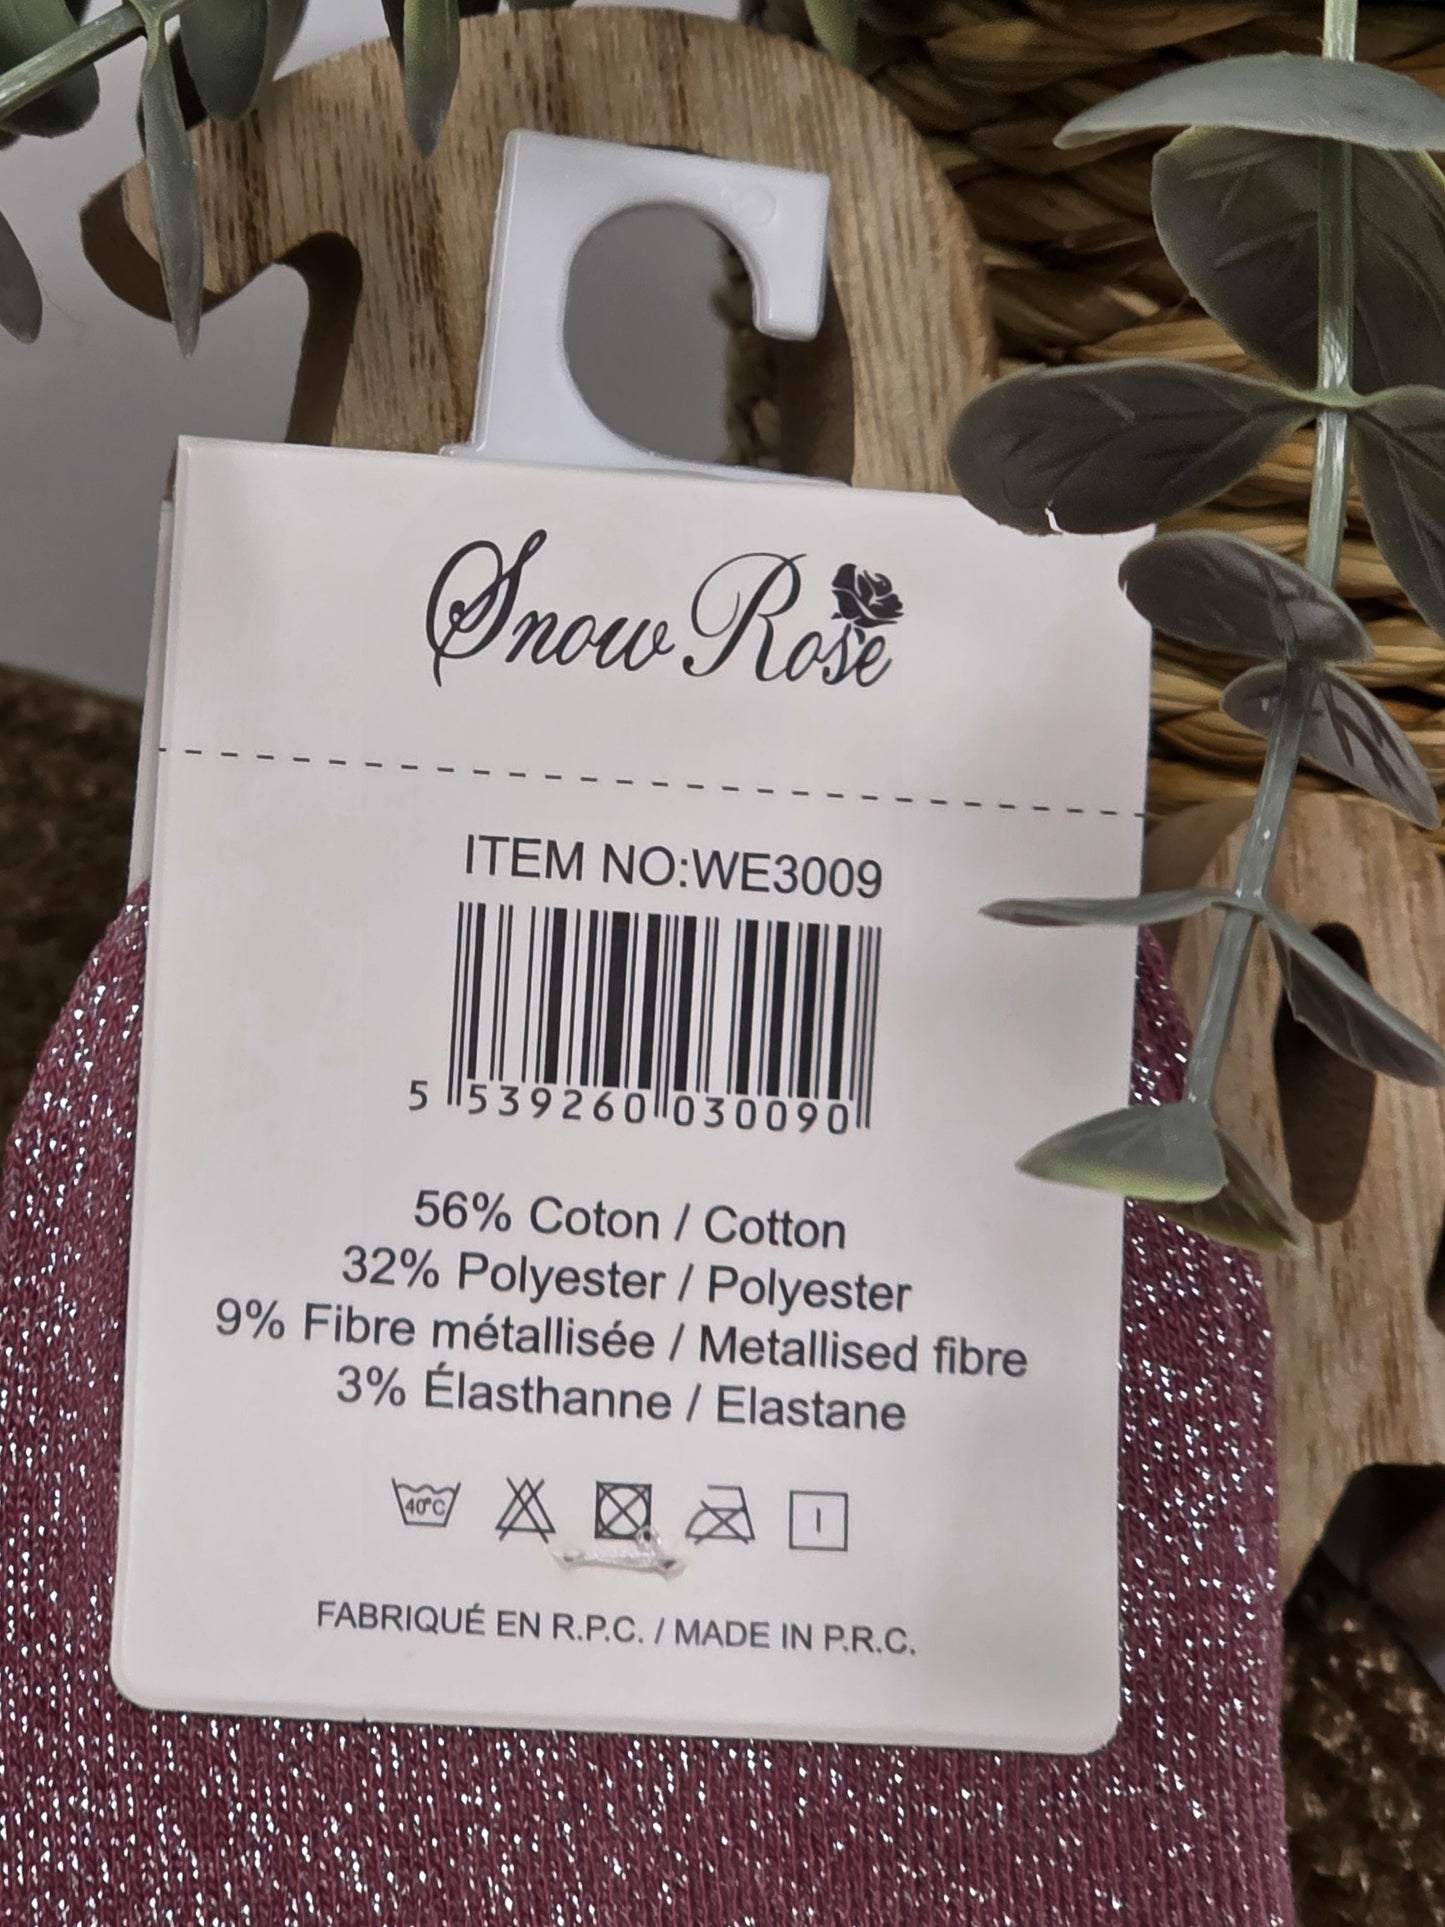 Snow Rose
ITEM NO:WE3009
5 539260 030090
56% Coton / Cotton
32% Polyester / Polyester
9% Fibre métallisée / Metallised fibre
3% Élasthanne / Elastane
40°C
FABRIQUÉ EN R.P.C. / MADE IN P.R.C.